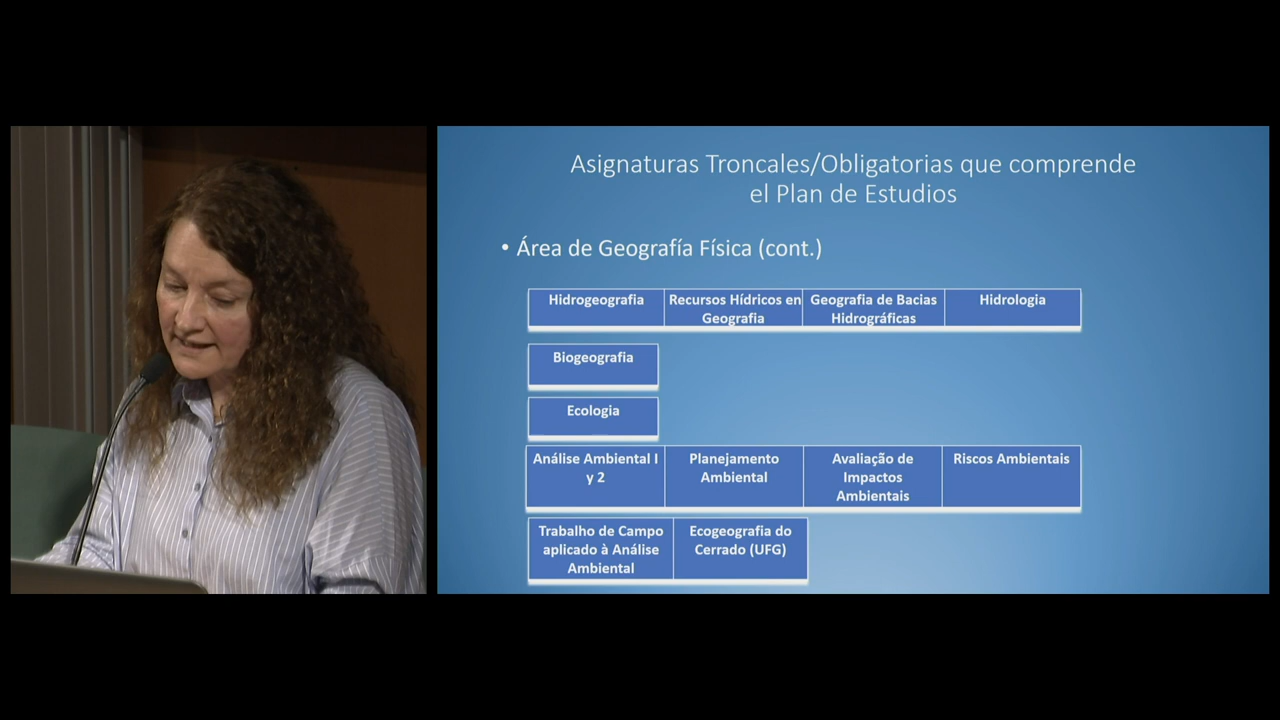 Asignaturas Troncales/Obligatorias que comprende
el Plan de Estudios
• Área de Geografía Física (cont.)
Hidrogeografia
Recursos Hídricos en
Geografia
Geografia de Bacias
Hidrográficas
Hidrologia
Biogeografia
Ecologia
Análise Ambiental I
y 2
Planejamento
Ambiental
Avaliação de
Impactos
Ambientais
Riscos Ambientais
Trabalho de Campo
aplicado à Análise
Ambiental
Ecogeografia do
Cerrado (UFG)